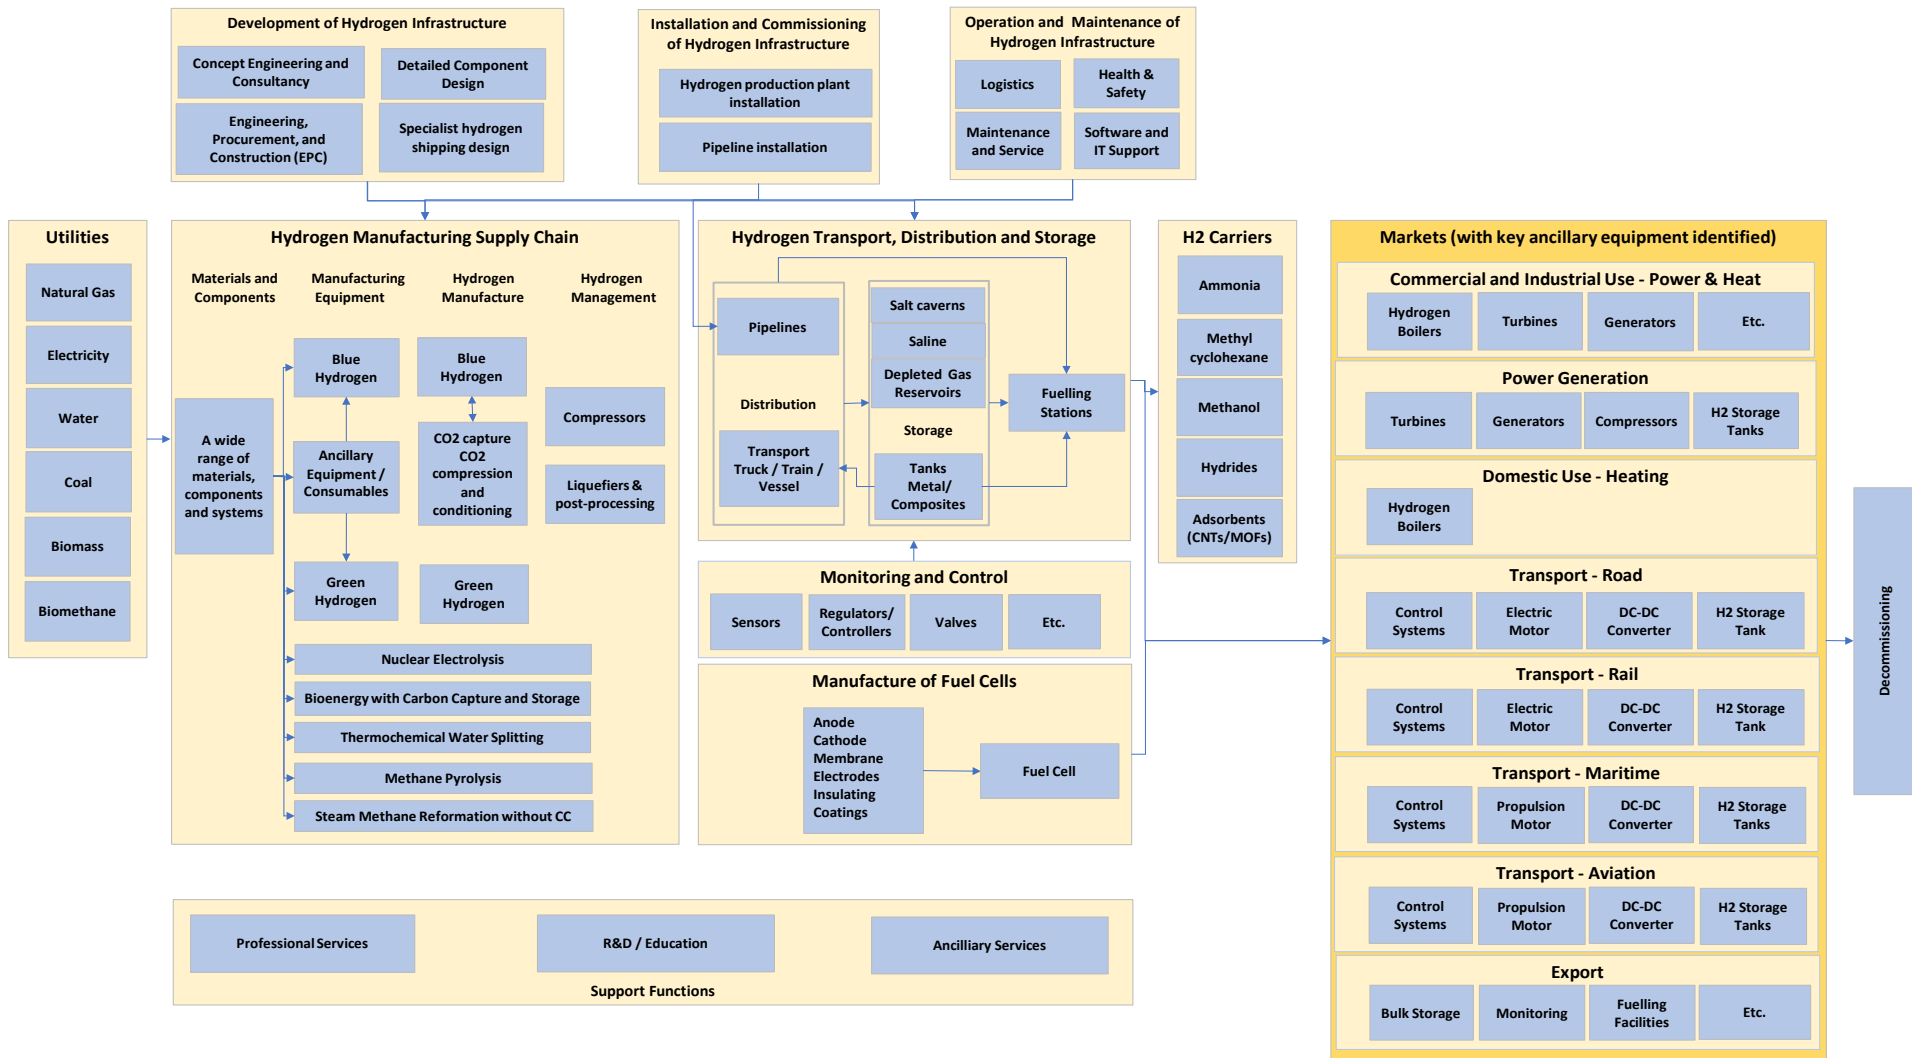 Development of Hydrogen Infrastructure
Concept Engineering and
Consultancy
Detailed Component
Design
Engineering,
Procurement, and
Construction (EPC)
Specialist hydrogen
shipping design
Installation and Commissioning
of Hydrogen Infrastructure
Hydrogen production plant
installation
Pipeline installation
Operation and Maintenance of
Hydrogen Infrastructure
Logistics
Health &
Safety
Maintenance
and Service
Software and
IT Support
Utilities
Natural Gas
Electricity
Water
Coal
Biomass
Biomethane
Hydrogen Manufacturing Supply Chain
Materials and
Components
Manufacturing
Equipment
Hydrogen
Manufacture
Hydrogen
Management
A wide
range of
materials,
components
and systems
Blue
Hydrogen
Ancillary
Equipment /
Consumables
Green
Hydrogen
Blue
Hydrogen
CO2 capture
CO2
compression
and
conditioning
Green
Hydrogen
Compressors
Liquefiers &
post-processing
Nuclear Electrolysis
Bioenergy with Carbon Capture and Storage
Thermochemical Water Splitting
Methane Pyrolysis
Steam Methane Reformation without CC
Hydrogen Transport, Distribution and Storage
Pipelines
Distribution
Transport
Truck / Train /
Vessel
Salt caverns
Saline
Depleted Gas
Reservoirs
Storage
Tanks
Metal/
Composites
Fuelling
Stations
Monitoring and Control
Sensors
Regulators/
Controllers
Valves
Etc.
Manufacture of Fuel Cells
Anode
Cathode
Membrane
Electrodes
Insulating
Coatings
Fuel Cell
H2 Carriers
Ammonia
Methyl
cyclohexane
Methanol
Hydrides
Adsorbents
(CNTs/MOFs)
Markets (with key ancillary equipment identified)
Commercial and Industrial Use - Power & Heat
Hydrogen
Boilers
Turbines
Generators
Etc.
Power Generation
Turbines
Generators
Compressors
H2 Storage
Tanks
Domestic Use - Heating
Hydrogen
Boilers
Transport - Road
Control
Systems
Electric
Motor
DC-DC
Converter
H2 Storage
Tank
Transport - Rail
Control
Systems
Electric
Motor
DC-DC
Converter
H2 Storage
Tank
Transport - Maritime
Control
Systems
Propulsion
Motor
DC-DC
Converter
H2 Storage
Tanks
Transport - Aviation
Control
Systems
Propulsion
Motor
DC-DC
Converter
H2 Storage
Tanks
Export
Bulk Storage
Monitoring
Fuelling
Facilities
Etc.
Decommissioning
Professional Services
R&D / Education
Ancilliary Services
Support Functions